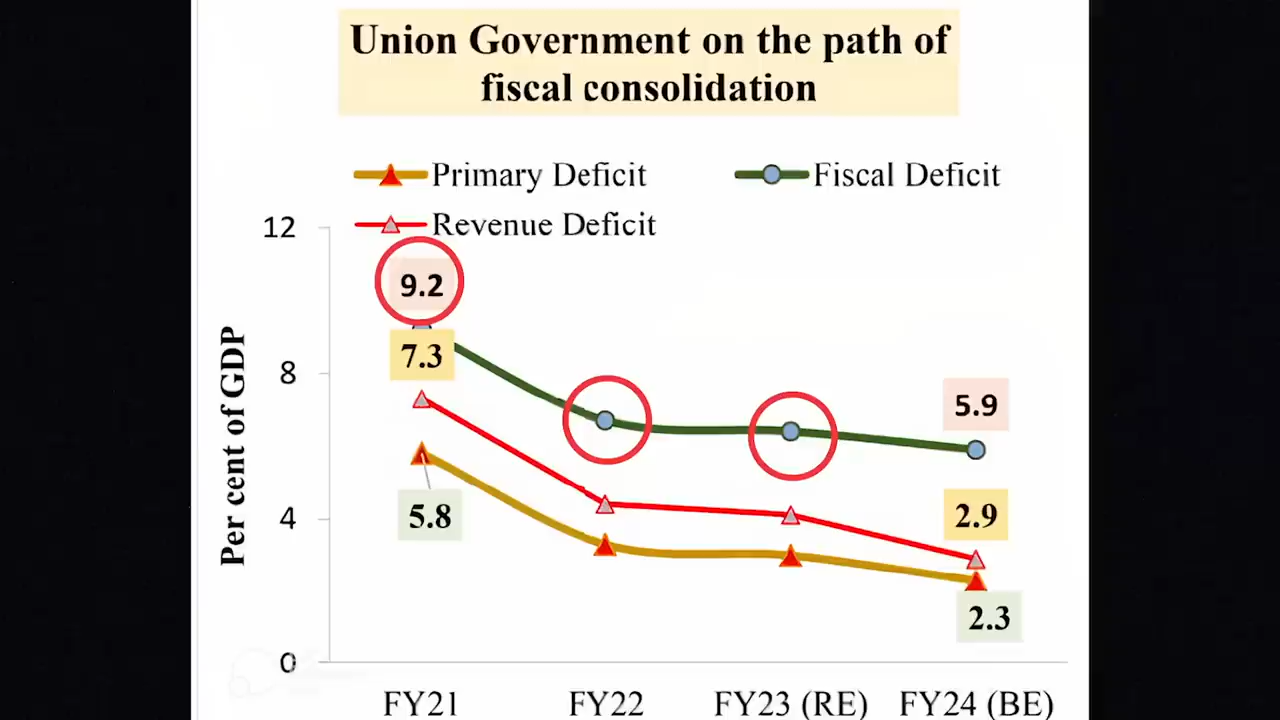 Union Government on the path of
fiscal consolidation
Primary Deficit
Fiscal Deficit
Revenue Deficit
12
9.2
7.3
8
5.9
5.8
4
2.9
2.3
0
Per cent of GDP
FY21
FY22
FY23 (RE)
FY24 (BE)